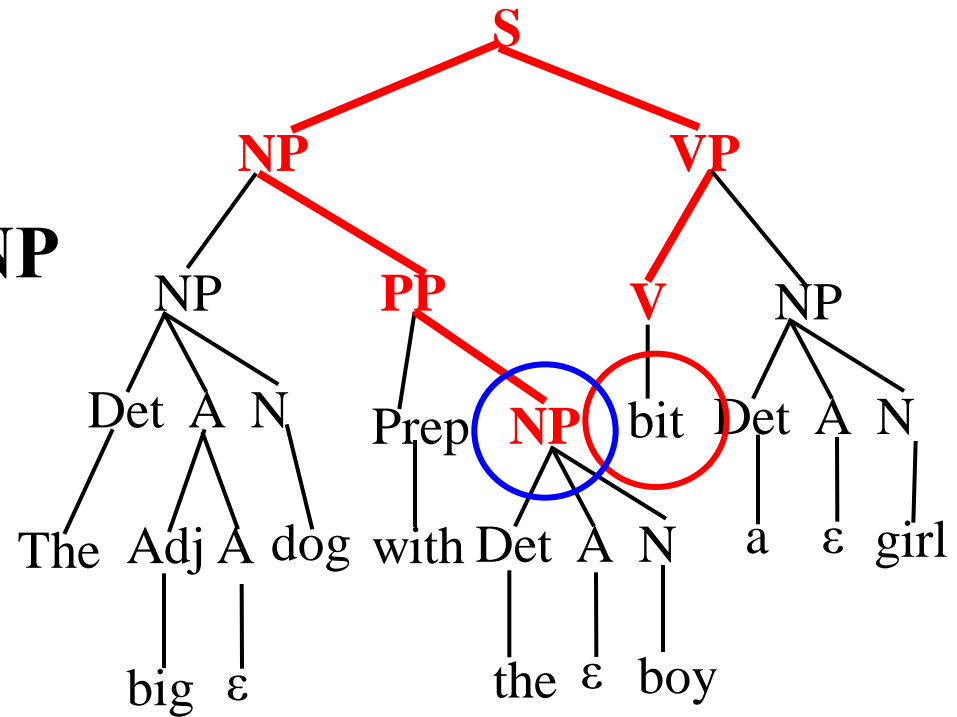 S
NP VP
NP
NP PP V NP
Det A N Prep NP bit Det A N
The Adj A dog with Det A N a ε girl
big ε the ε boy